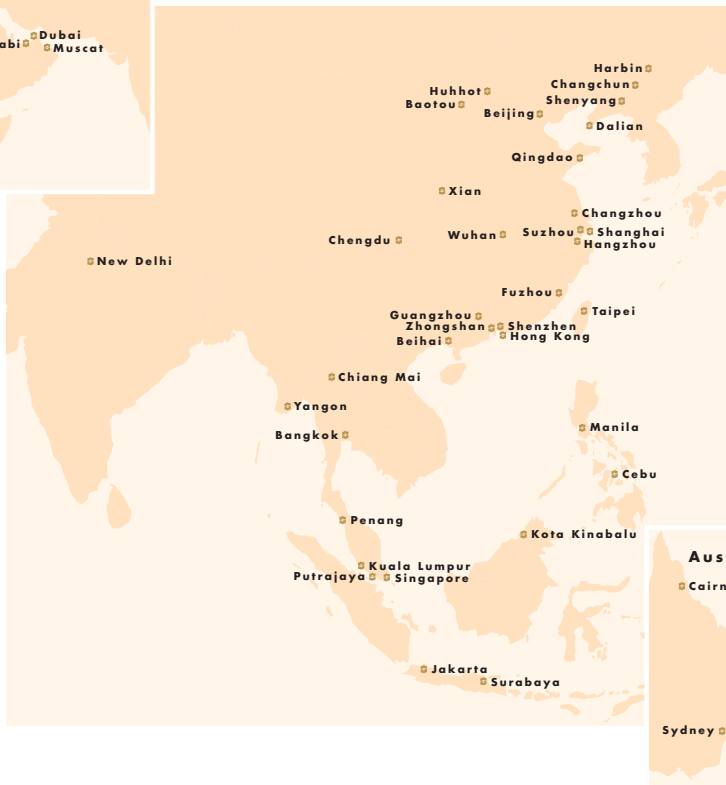 Dubai
abi
Muscat
Harbin
Changchun
Huhhot
Shenyang
Baotou
Beijing
Dalian
Qingdao
Xian
Changzhou
Suzhou
Shanghai
Wuhan
Chengdu
Hangzhou
New Delhi
Fuzhou
Taipei
Guangzhou
Zhongshan
Shenzhen
Hong Kong
Beihai
Chiang Mai
Yangon
Manila
Bangkok
Cebu
Penang
Kota Kinabalu
Aus
Kuala Lumpur
Putrajaya
Singapore
Cairn
Jakarta
Surabaya
Sydney